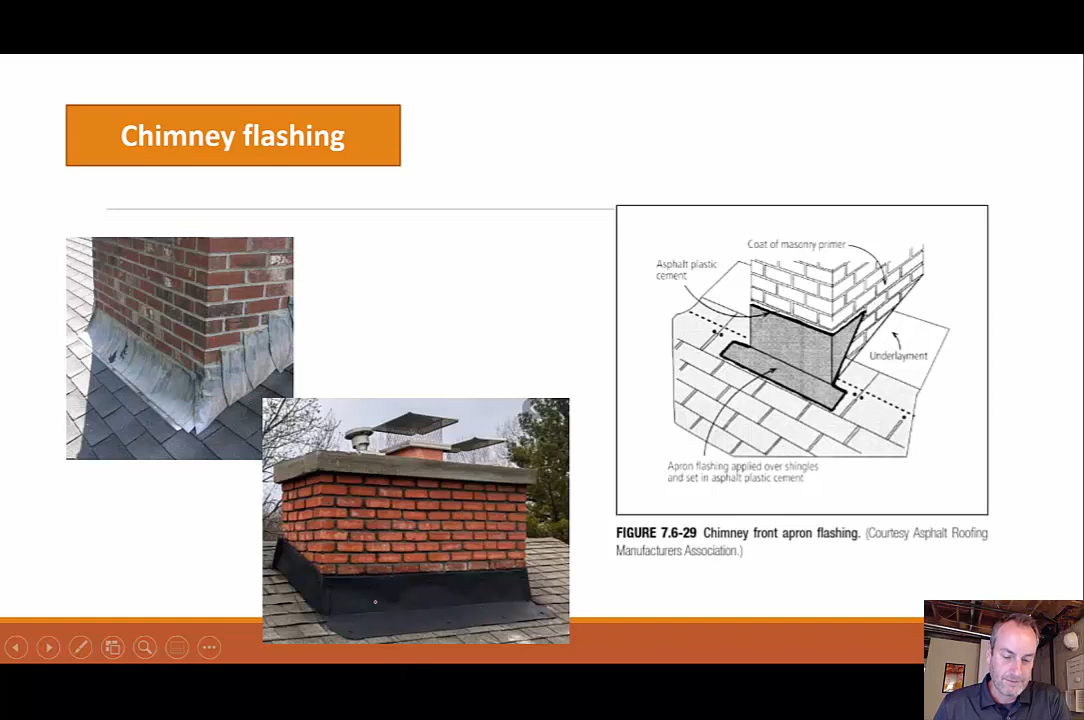 Chimney flashing
Coat of masonry primer
Asphalt plastic
cement
Underlayment
Apron flashing applied over shingles
and set in asphalt plastic cement
FIGURE 7.6-29 Chimney front apron flashing. (Courtesy Asphalt Roofing
Manufacturers Association.)